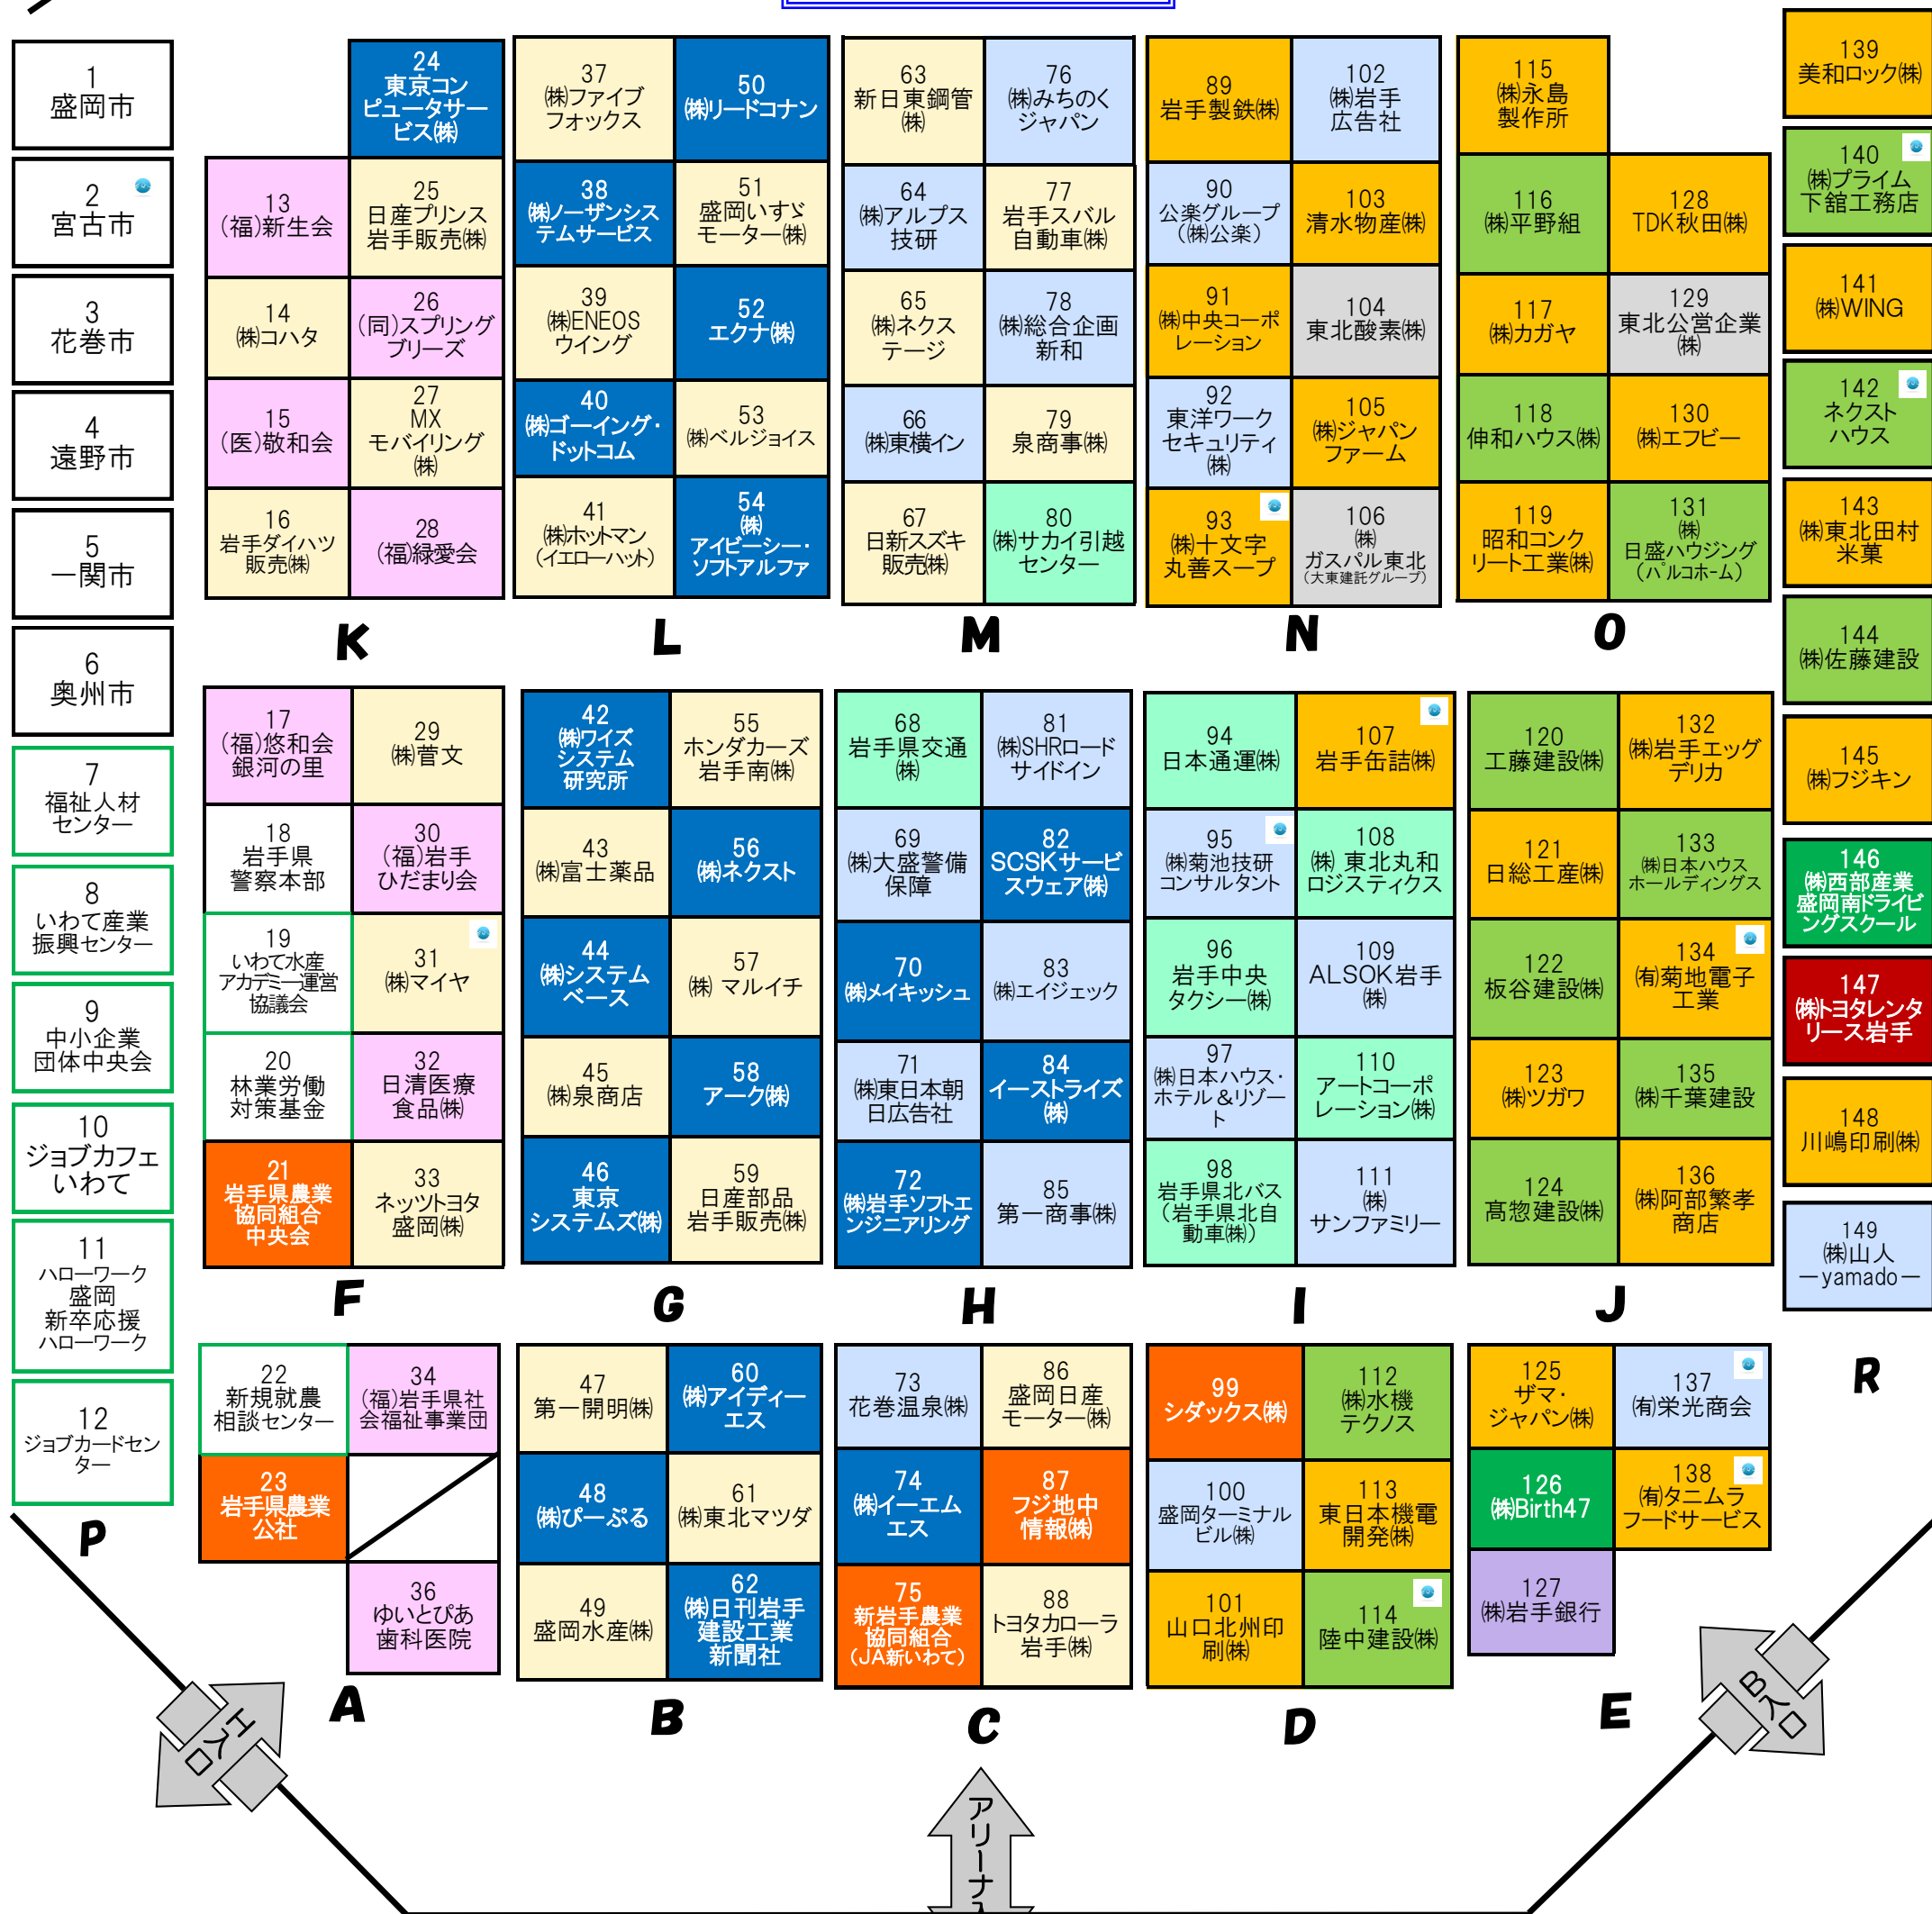 1
盛岡市
2
宮古市
3
花巻市
4
遠野市
5
一関市
6
奥州市
7
福祉人材
センター
8
いわて産業
振興センター
9
中小企業
団体中央会
10
ジョブカフェ
いわて
11
ハローワーク
盛岡
新卒応援
ハローワーク
12
ジョブカードセン
ター
P
24
東京コン
ピュータサー
ビス㈱
13
(福)新生会
25
日産プリンス
岩手販売㈱
14
㈱コハタ
26
(同)スプリング
ブリーズ
15
(医)敬和会
27
MX
モバイリング
㈱
16
岩手ダイハツ
販売㈱
28
(福)緑愛会
K
37
㈱ファイブ
フォックス
50
㈱リードコナン
38
㈱ノーザンシス
テムサービス
51
盛岡いすゞ
モーター㈱
39
㈱ENEOS
ウイング
52
エクナ㈱
40
㈱ゴーイング・
ドットコム
53
㈱ベルジョイス
41
㈱ホットマン
(イエローハット)
54
㈱
アイビーシー・
ソフトアルファ
L
63
新日東鋼管
㈱
76
㈱みちのく
ジャパン
64
㈱アルプス
技研
77
岩手スバル
自動車㈱
65
㈱ネクス
テージ
78
㈱総合企画
新和
66
㈱東横イン
79
泉商事㈱
67
日新スズキ
販売㈱
80
㈱サカイ引越
センター
M
89
岩手製鉄㈱
102
㈱岩手
広告社
90
公楽グループ
(㈱公楽)
103
清水物産㈱
91
㈱中央コーポ
レーション
104
東北酸素㈱
92
東洋ワーク
セキュリティ
㈱
105
㈱ジャパン
ファーム
93
㈱十文字
丸善スープ
106
㈱
ガスパル東北
(大東建託グループ)
N
115
㈱永島
製作所
116
㈱平野組
128
TDK秋田㈱
117
㈱カガヤ
129
東北公営企業
㈱
118
伸和ハウス㈱
130
㈱エフビー
119
昭和コンク
リート工業㈱
131
㈱
日盛ハウジング
(パルコホーム)
O
17
(福)悠和会
銀河の里
29
㈱菅文
18
岩手県
警察本部
30
(福)岩手
ひだまり会
19
いわて水産
アカデミー運営
協議会
31
㈱マイヤ
20
林業労働
対策基金
32
日清医療
食品㈱
21
岩手県農業
協同組合
中央会
33
ネッツトヨタ
盛岡㈱
F
42
㈱ワイズ
システム
研究所
55
ホンダカーズ
岩手南㈱
43
㈱富士薬品
56
㈱ネクスト
44
㈱システム
ベース
57
㈱ マルイチ
45
㈱泉商店
58
アーク㈱
46
東京
システムズ㈱
59
日産部品
岩手販売㈱
G
68
岩手県交通
㈱
81
㈱SHRロード
サイドイン
69
㈱大盛警備
保障
82
SCSKサービ
スウェア㈱
70
㈱メイキッシュ
83
㈱エイジェック
71
㈱東日本朝
日広告社
84
イーストライズ
㈱
72
㈱岩手ソフトエ
ンジニアリング
85
第一商事㈱
H
94
日本通運㈱
107
岩手缶詰㈱
95
㈱菊池技研
コンサルタント
108
㈱ 東北丸和
ロジスティクス
96
岩手中央
タクシー㈱
109
ALSOK岩手
㈱
97
㈱日本ハウス・
ホテル&リゾー
ト
110
アートコーポ
レーション㈱
98
岩手県北バス
(岩手県北自
動車㈱)
111
㈱
サンファミリー
I
120
工藤建設㈱
132
㈱岩手エッグ
デリカ
121
日総工産㈱
133
㈱日本ハウス
ホールディングス
122
板谷建設㈱
134
㈲菊地電子
工業
123
㈱ツガワ
135
㈱千葉建設
124
髙惣建設㈱
136
㈱阿部繁孝
商店
J
22
新規就農
相談センター
34
(福)岩手県社
会福祉事業団
23
岩手県農業
公社
36
ゆいとぴあ
歯科医院
A
47
第一開明㈱
60
㈱アイディー
エス
48
㈱ぴーぷる
61
㈱東北マツダ
49
盛岡水産㈱
62
㈱日刊岩手
建設工業
新聞社
B
73
花巻温泉㈱
86
盛岡日産
モーター㈱
74
㈱イーエム
エス
87
フジ地中
情報㈱
75
新岩手農業
協同組合
(JA新いわて)
88
トヨタカローラ
岩手㈱
C
99
シダックス㈱
112
㈱水機
テクノス
100
盛岡ターミナル
ビル㈱
113
東日本機電
開発㈱
101
山口北州印
刷㈱
114
陸中建設㈱
D
125
ザマ・
ジャパン㈱
137
㈲栄光商会
126
㈱Birth47
138
㈲タニムラ
フードサービス
127
㈱岩手銀行
E
139
美和ロック㈱
140
㈱プライム
下舘工務店
141
㈱WING
142
ネクスト
ハウス
143
㈱東北田村
米菓
144
㈱佐藤建設
145
㈱フジキン
146
㈱西部産業
盛岡南ドライビ
ングスクール
147
㈱トヨタレンタ
リース岩手
148
川嶋印刷㈱
149
㈱山人
－yamado－
R
H入口
アリーナ入
B入口